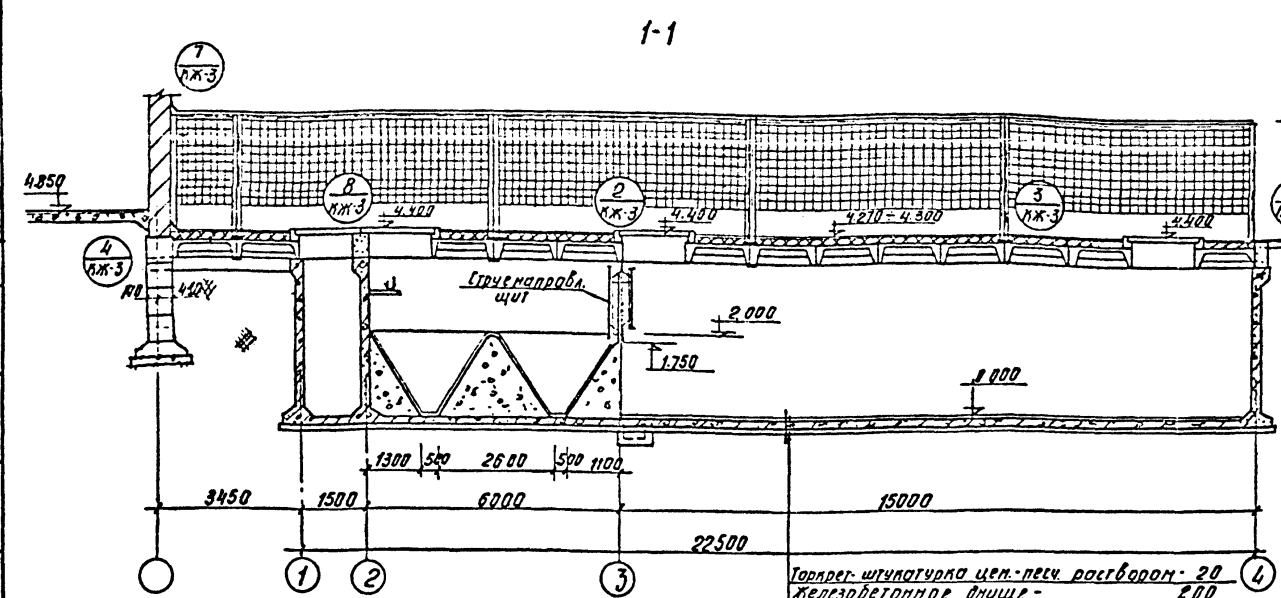 1-1
7
КЖ-3
4.850
8
КЖ-3
4.400
2
КЖ-3
4.400
4.210 ÷ 4.300
3
КЖ-3
4.400
4
КЖ-3
410
Струенаправл.
щит
2.000
1.750
0.000
1300 500 2600 500 1100
3450 1500 6000 15000
22500
1 2 3 4
Торкрет-штукатурка цем.-песч. раствором - 20
Железобетонное днище - 200